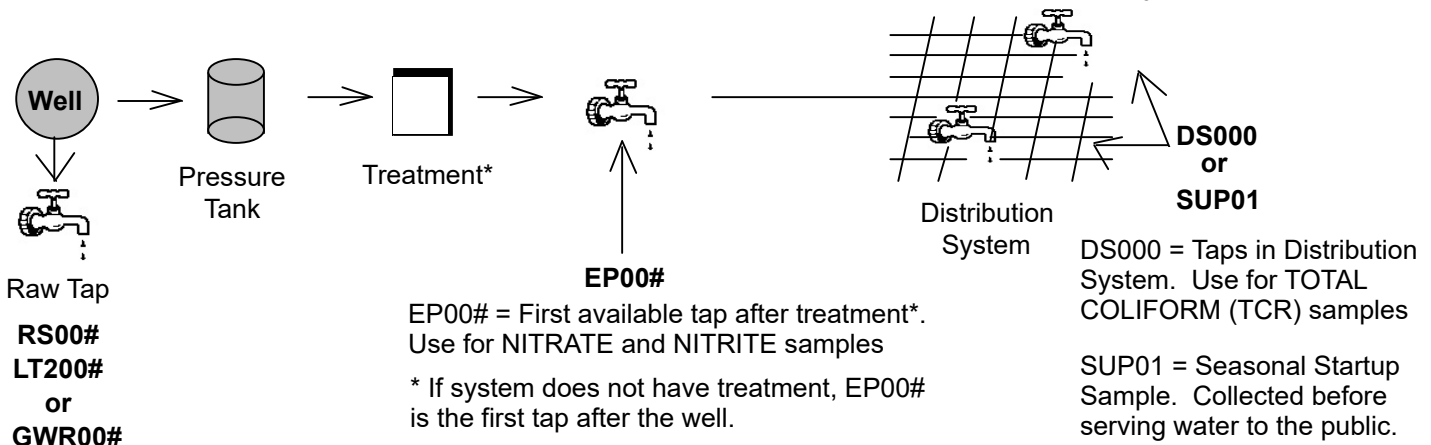 Well
Pressure
Tank
Treatment*
Raw Tap
RS00#
LT200#
or
GWR00#
EP00#
EP00# = First available tap after treatment*.
Use for NITRATE and NITRITE samples
* If system does not have treatment, EP00#
is the first tap after the well.
Distribution
System
DS000
or
SUP01
DS000 = Taps in Distribution
System. Use for TOTAL
COLIFORM (TCR) samples
SUP01 = Seasonal Startup
Sample. Collected before
serving water to the public.